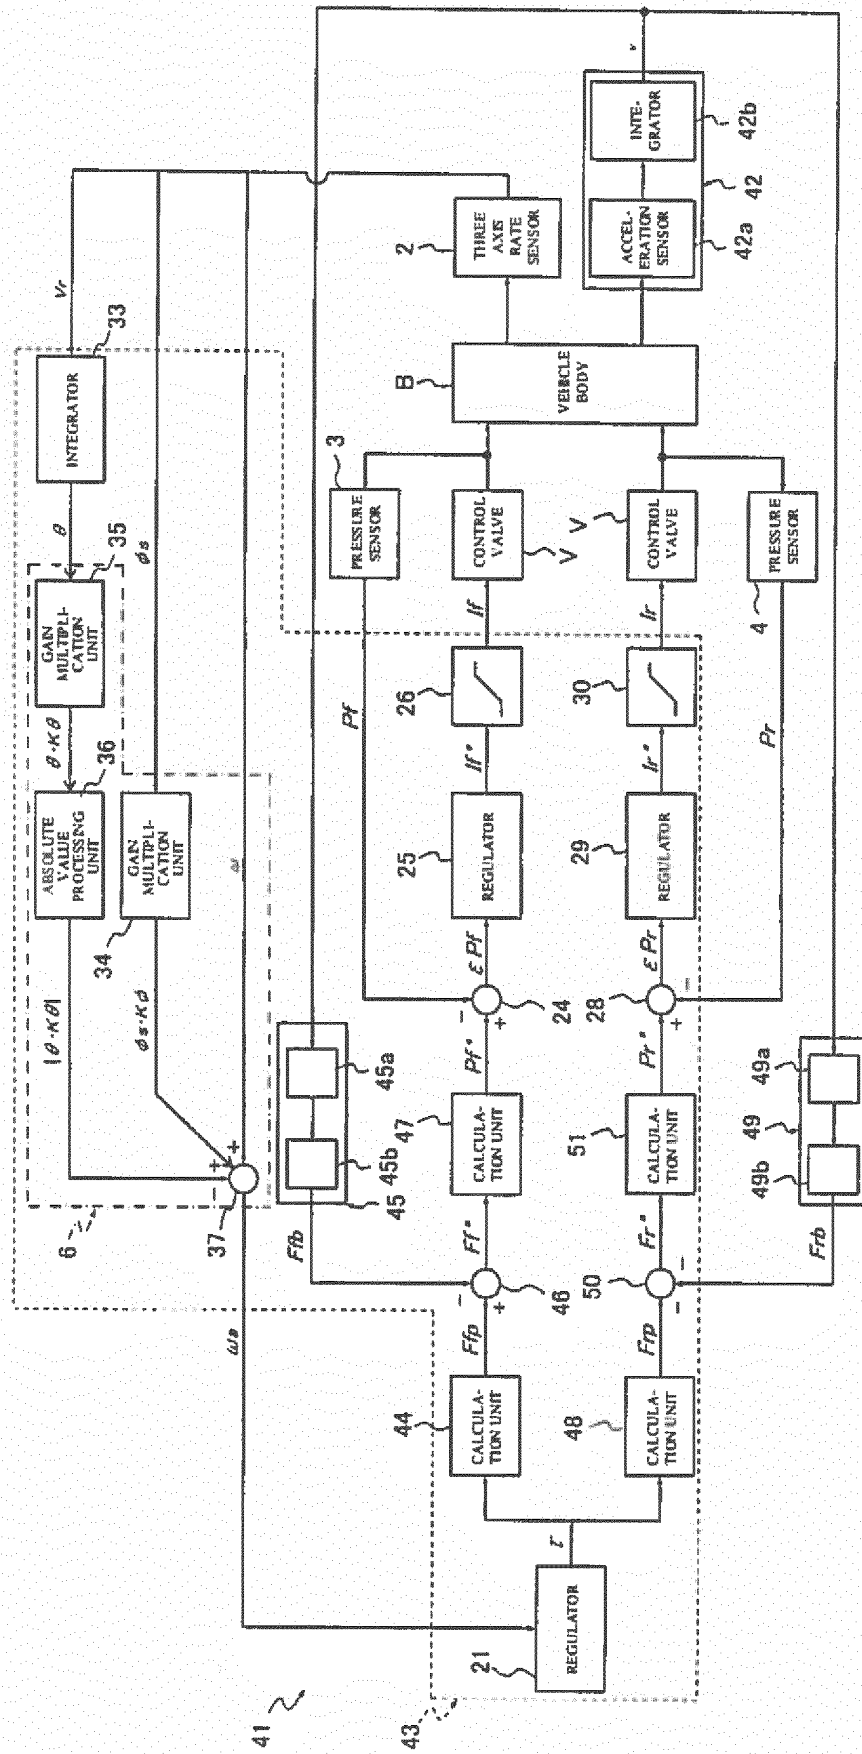 41
43
21
REGULATOR
τ
ωa
6
37
+
+
−
|θ·Kθ|
ABSOLUTE
VALUE
PROCESSING
UNIT
36
θ·Kθ
GAIN
MULTIPLI-
CATION
UNIT
35
θ
INTEGRATOR
33
Vr
φs·Kφ
34
GAIN
MULTIPLI-
CATION
UNIT
φs
Ffb
45
45b
45a
44
CALCULA-
TION UNIT
Ffp
−
+
46
Ff*
47
CALCULA-
TION UNIT
Pf*
−
+
24
εPf
25
REGULATOR
If*
26
If
Pf
PRESSURE
SENSOR
3
CONTROL
VALVE
V
48
CALCULA-
TION UNIT
Frp
50
−
−
Fr*
51
CALCULA-
TION UNIT
Pr*
28
+
−
εPr
29
REGULATOR
Ir*
30
Ir
V
CONTROL
VALVE
Pr
4
PRESSURE
SENSOR
B
VEHICLE
BODY
2
THREE
AXIS
RATE
SENSOR
ACCEL-
ERATION
SENSOR
42a
INTE-
GRATOR
42b
42
v
Frb
49
49b
49a